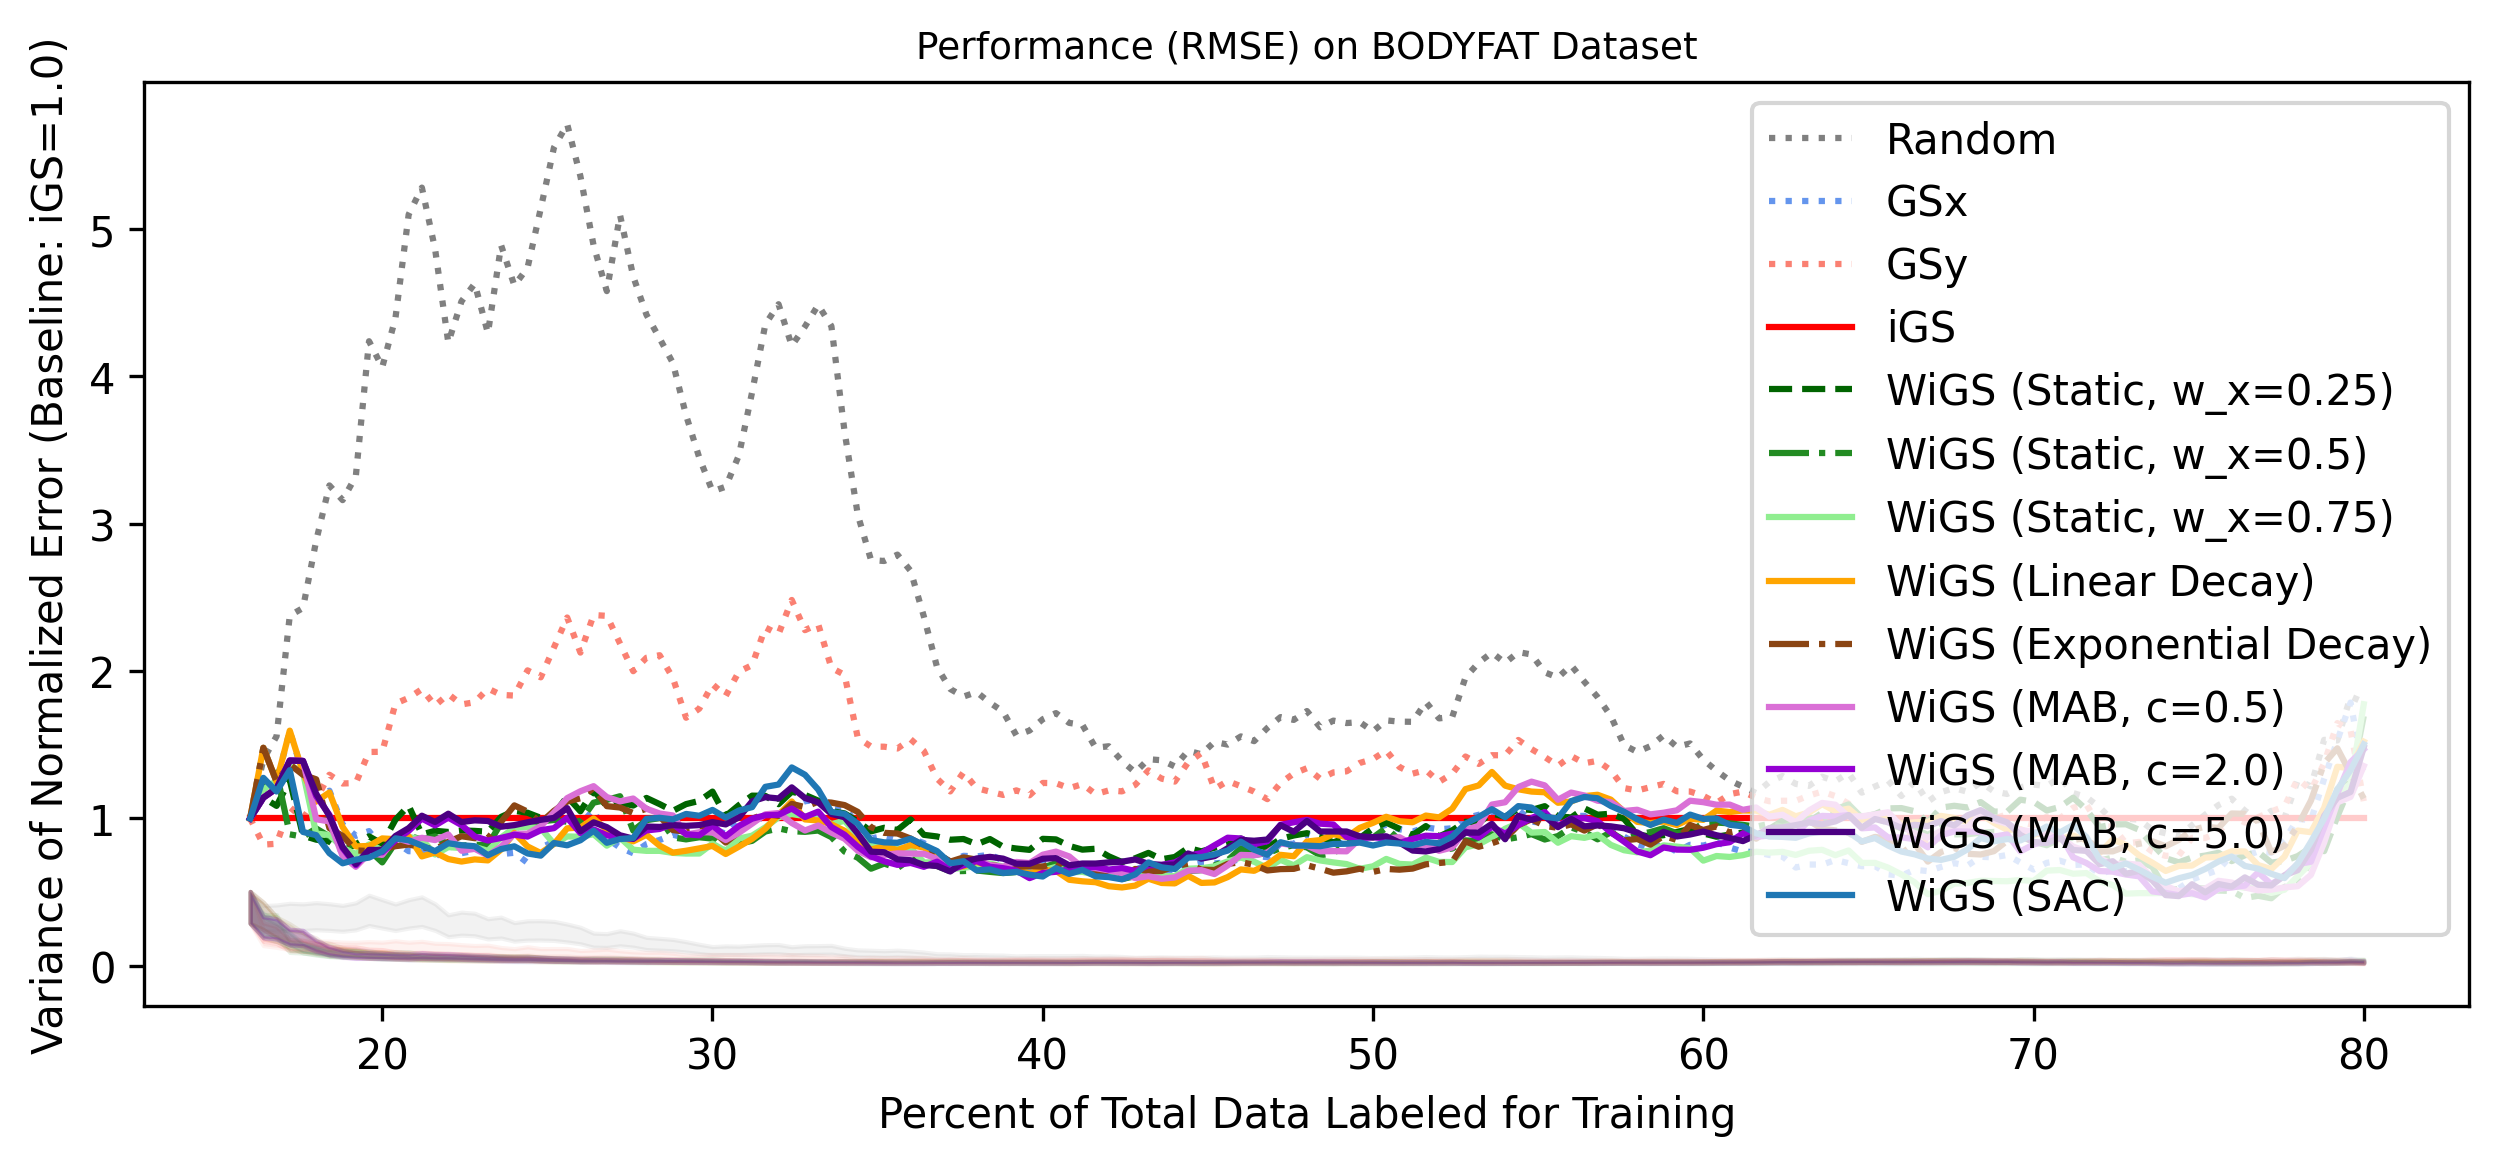 Performance (RMSE) on BODYFAT Dataset
Variance of Normalized Error (Baseline: iGS=1.0)
5
4
3
2
1
0
Random
GSx
GSy
iGS
WiGS (Static, w_x=0.25)
WiGS (Static, w_x=0.5)
WiGS (Static, w_x=0.75)
WiGS (Linear Decay)
WiGS (Exponential Decay)
WiGS (MAB, c=0.5)
WiGS (MAB, c=2.0)
WiGS (MAB, c=5.0)
WiGS (SAC)
20 30 40 50 60 70 80
Percent of Total Data Labeled for Training